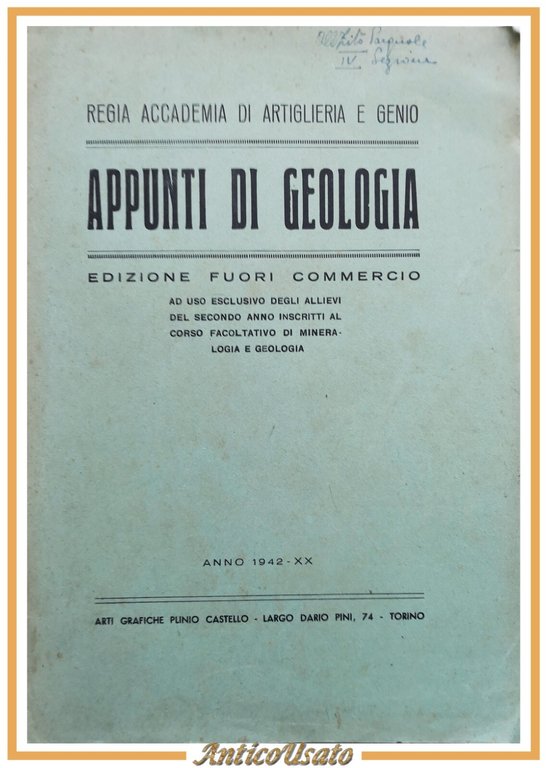 IV Sezione
REGIA ACCADEMIA DI ARTIGLIERIA E GENIO
APPUNTI DI GEOLOGIA
EDIZIONE FUORI COMMERCIO
AD USO ESCLUSIVO DEGLI ALLIEVI
DEL SECONDO ANNO INSCRITTI AL
CORSO FACOLTATIVO DI MINERA-
LOGIA E GEOLOGIA
ANNO 1942-XX
ARTI GRAFICHE PLINIO CASTELLO - LARGO DARIO PINI, 74 - TORINO
AnticoUsato